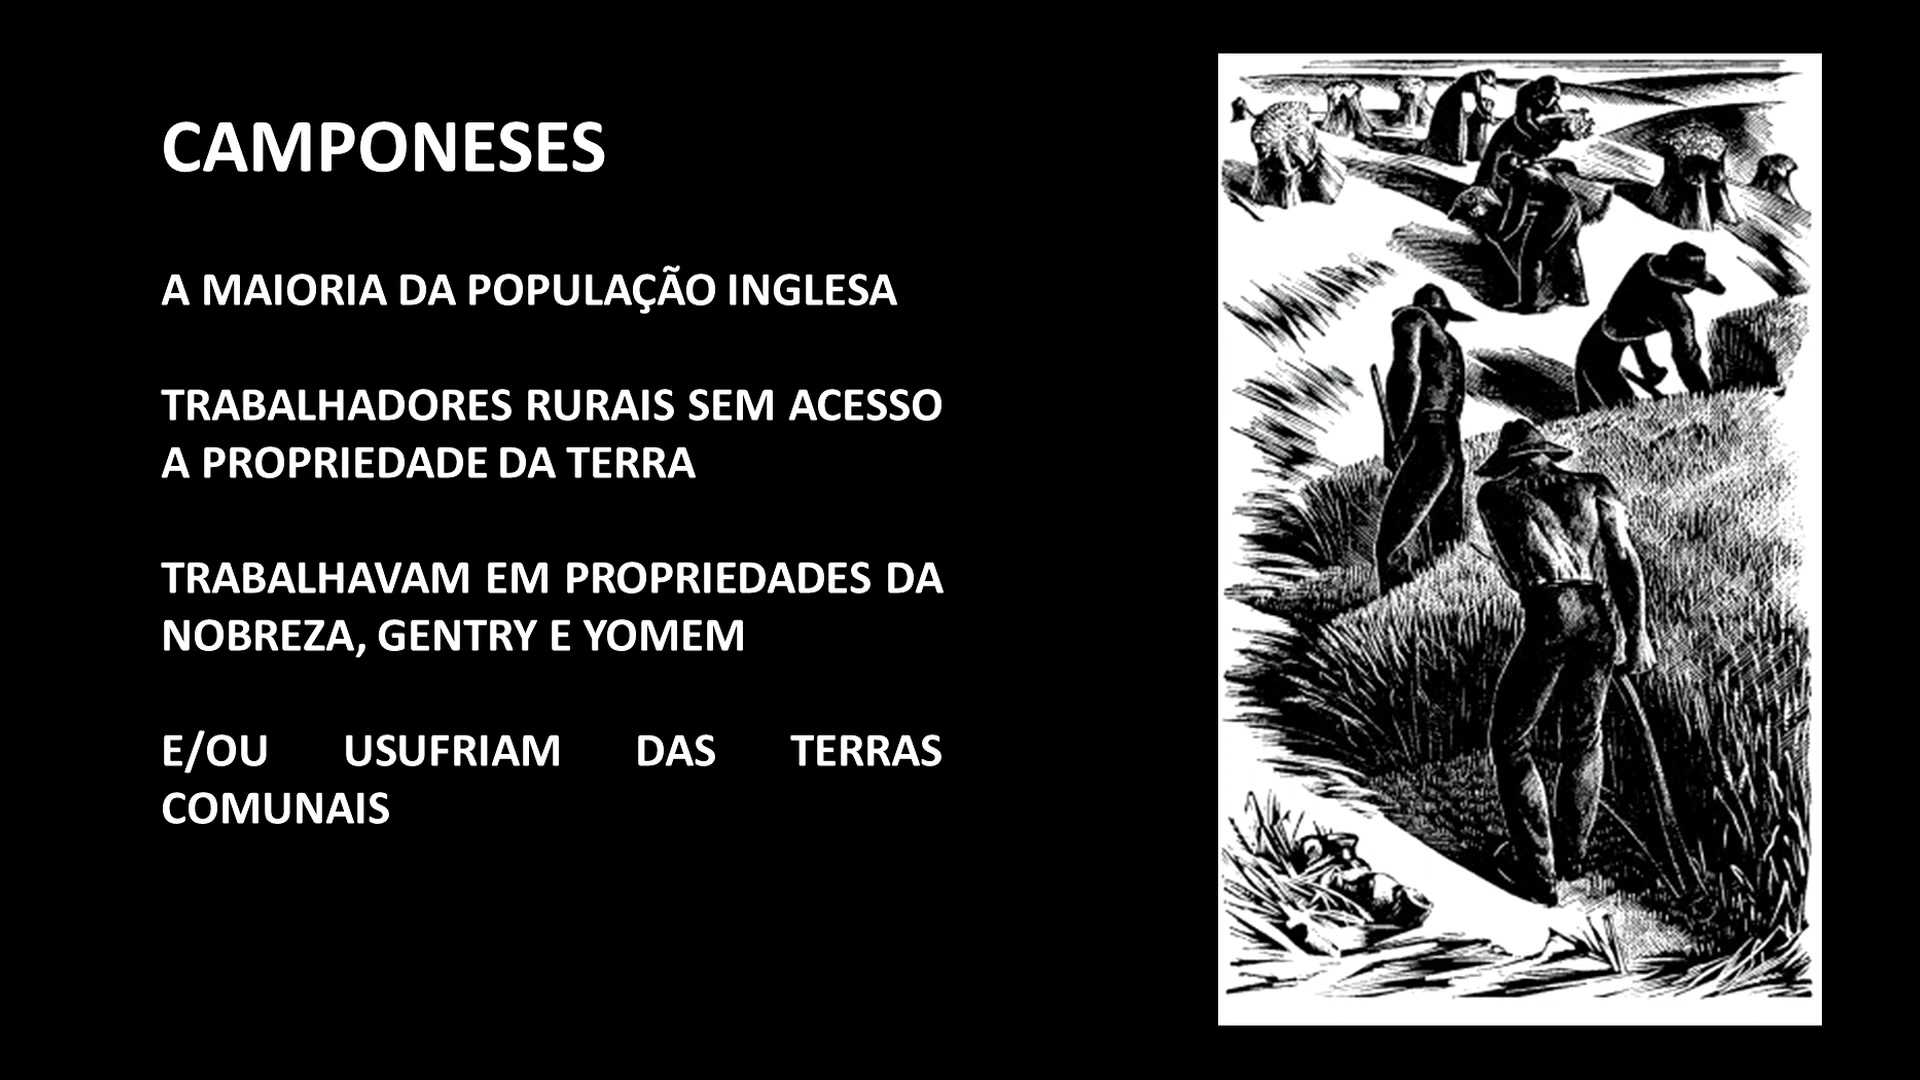 CAMPONESES
A MAIORIA DA POPULAÇÃO INGLESA
TRABALHADORES RURAIS SEM ACESSO
A PROPRIEDADE DA TERRA
TRABALHAVAM EM PROPRIEDADES DA
NOBREZA, GENTRY E YOMEM
E/OU USUFRIAM DAS TERRAS
COMUNAIS